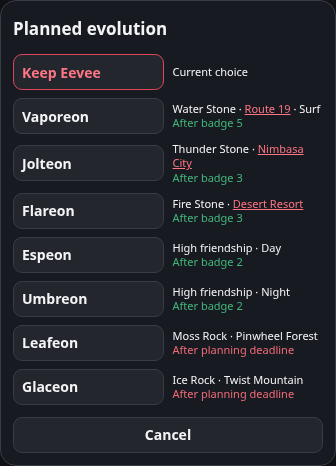 Planned evolution
Keep Eevee
Current choice
Vaporeon
Water Stone · Route 19 · Surf
After badge 5
Jolteon
Thunder Stone · Nimbasa
City
After badge 3
Flareon
Fire Stone · Desert Resort
After badge 3
Espeon
High friendship · Day
After badge 2
Umbreon
High friendship · Night
After badge 2
Leafeon
Moss Rock · Pinwheel Forest
After planning deadline
Glaceon
Ice Rock · Twist Mountain
After planning deadline
Cancel